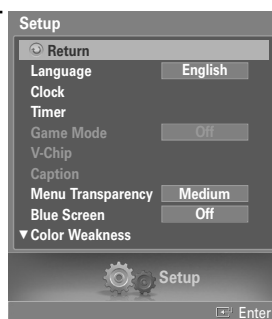 Setup
Return
Language English
Clock
Timer
Game Mode Off
V-Chip
Caption
Menu Transparency Medium
Blue Screen Off
▼ Color Weakness
Setup
Enter